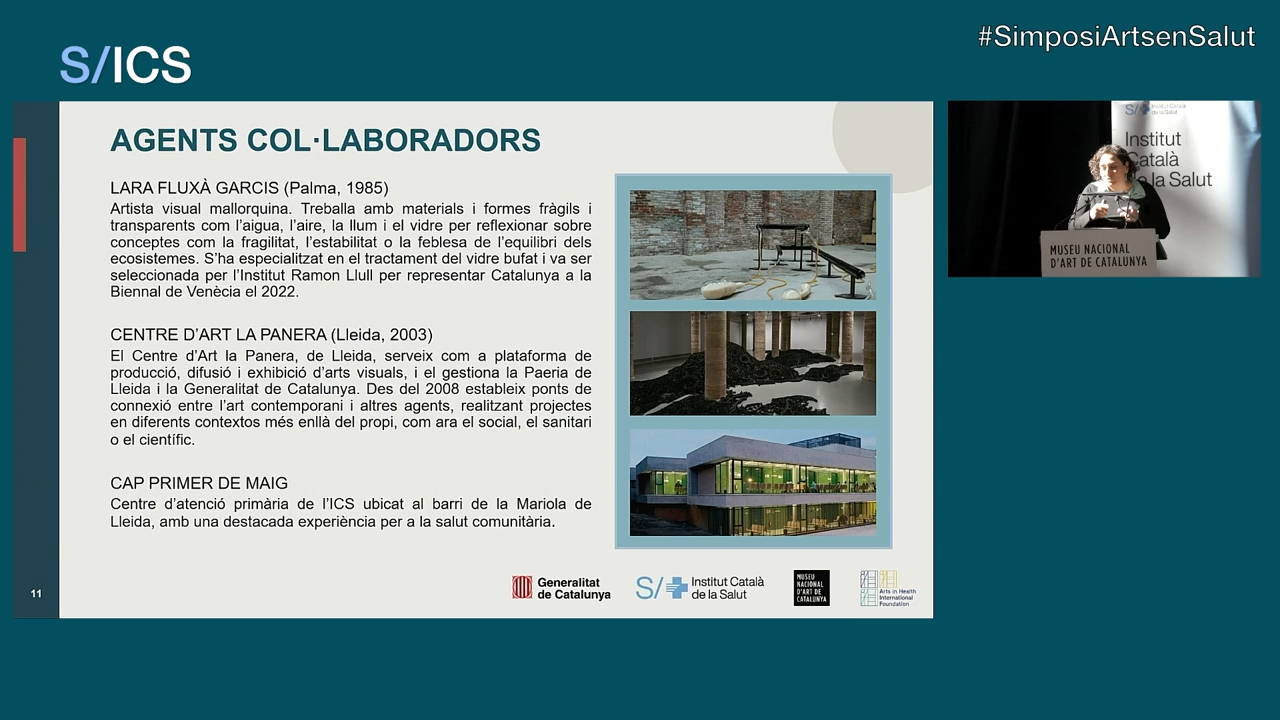 #SimposiArtsenSalut
S/ICS
AGENTS COL·LABORADORS
LARA FLUXÀ GARCIS (Palma, 1985)
Artista visual mallorquina. Treballa amb materials i formes fràgils i
transparents com l’aigua, l’aire, la llum i el vidre per reflexionar sobre
conceptes com la fragilitat, l’estabilitat o la feblesa de l’equilibri dels
ecosistemes. S’ha especialitzat en el tractament del vidre bufat i va ser
seleccionada per l’Institut Ramon Llull per representar Catalunya a la
Biennal de Venècia el 2022.
CENTRE D’ART LA PANERA (Lleida, 2003)
El Centre d’Art la Panera, de Lleida, serveix com a plataforma de
producció, difusió i exhibició d’arts visuals, i el gestiona la Paeria de
Lleida i la Generalitat de Catalunya. Des del 2008 estableix ponts de
connexió entre l’art contemporani i altres agents, realitzant projectes
en diferents contextos més enllà del propi, com ara el social, el sanitari
o el científic.
CAP PRIMER DE MAIG
Centre d’atenció primària de l’ICS ubicat al barri de la Mariola de
Lleida, amb una destacada experiència per a la salut comunitària.
11
Generalitat
de Catalunya
S/
Institut Català
de la Salut
MUSEU
NACIONAL
D'ART DE
CATALUNYA
Arts in Health
International
Foundation
S/
Institut Català
de la Salut
Institut
Català
de la Salut
MUSEU NACIONAL
D'ART DE CATALUNYA